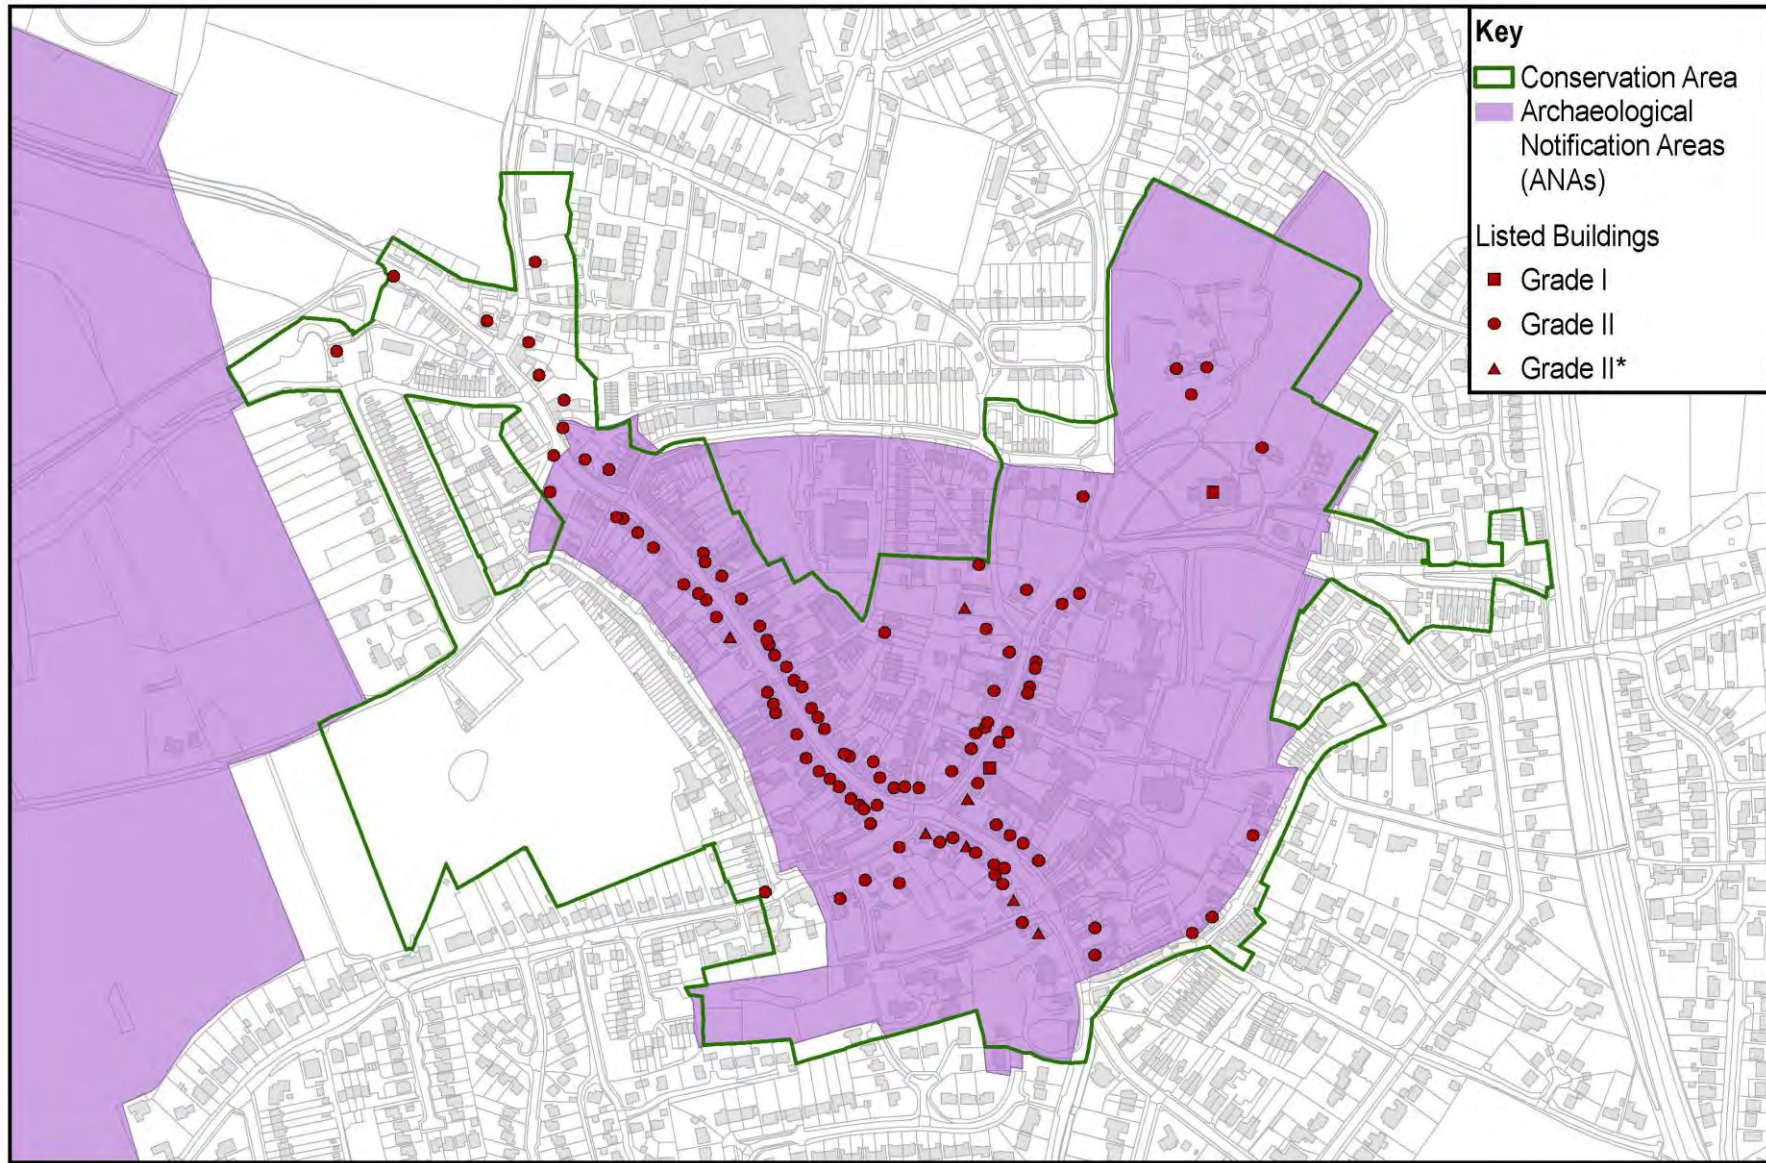 Key
Conservation Area
Archaeological
Notification Areas
(ANAs)
Listed Buildings
Grade I
Grade II
Grade II*